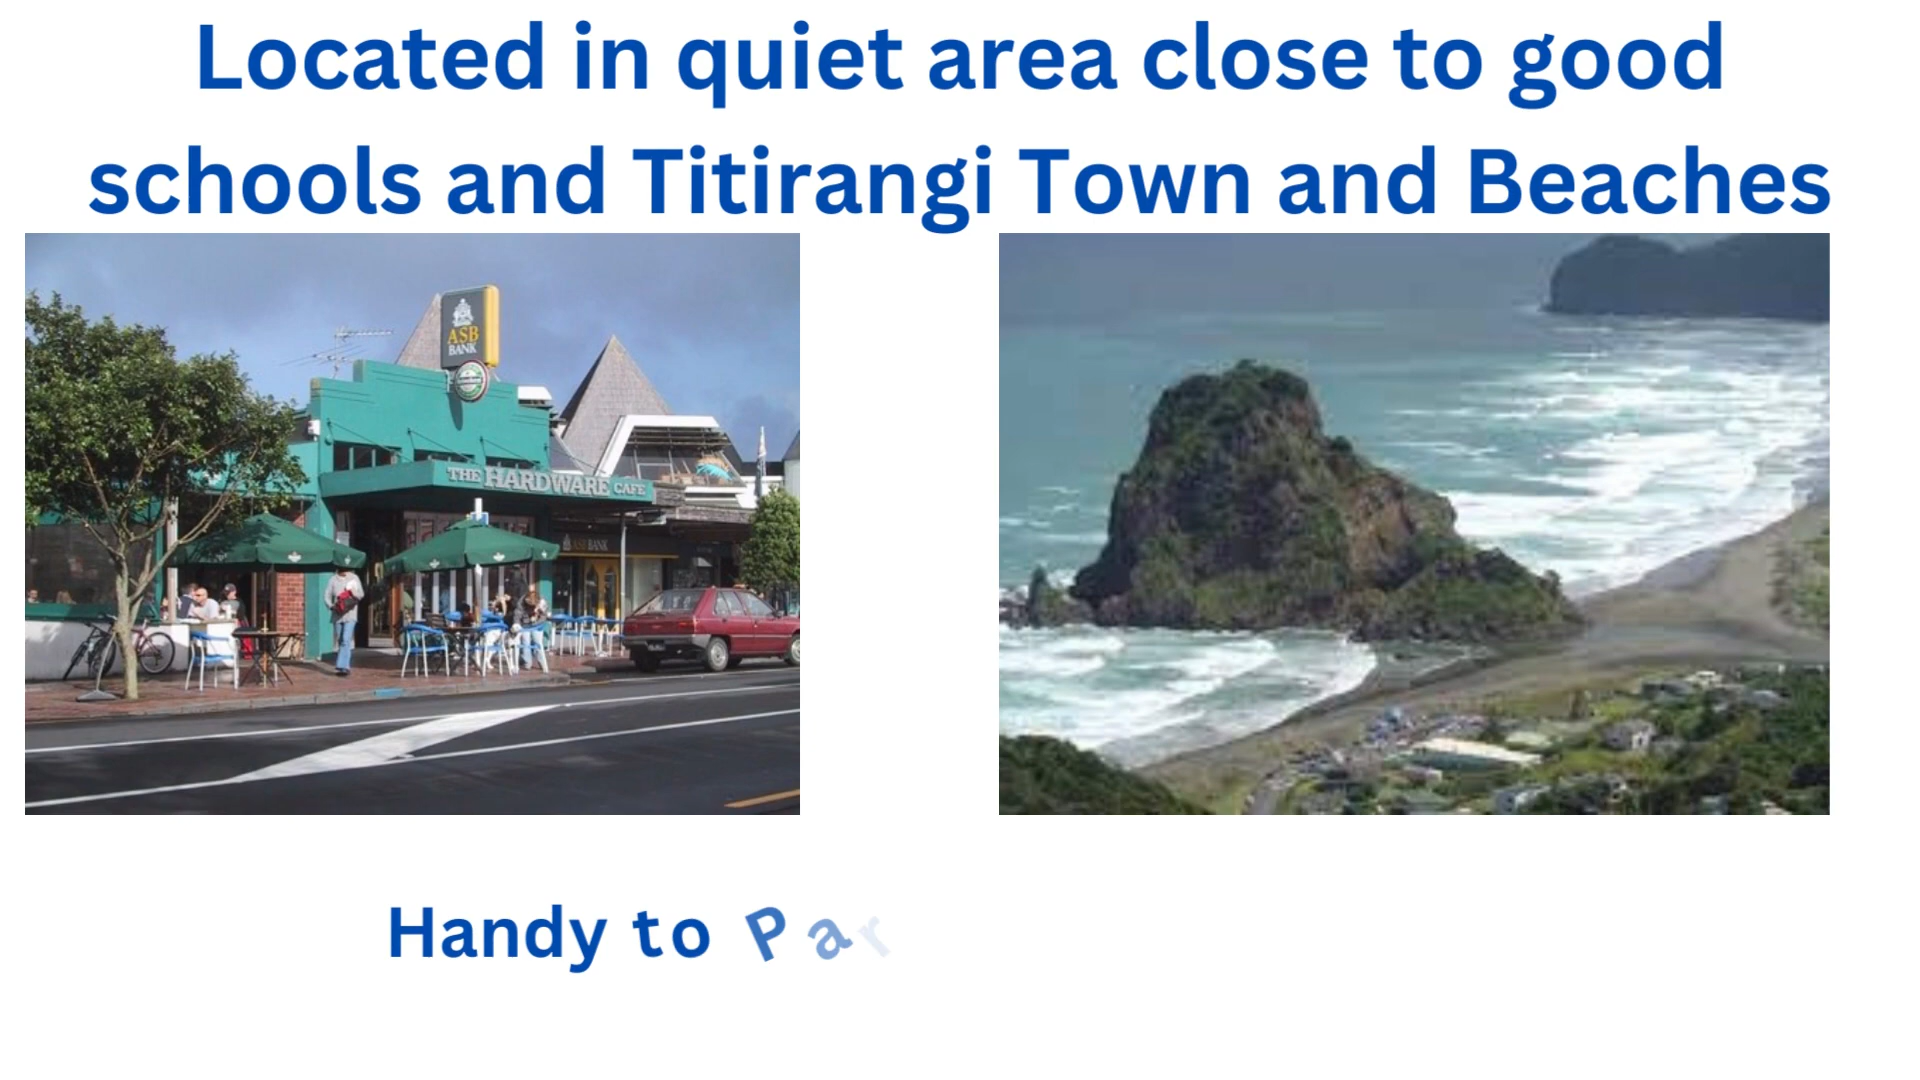 Located in quiet area close to good
schools and Titirangi Town and Beaches
ASB
BANK
THE HARDWARE CAFE
ASB BANK
Handy to Par